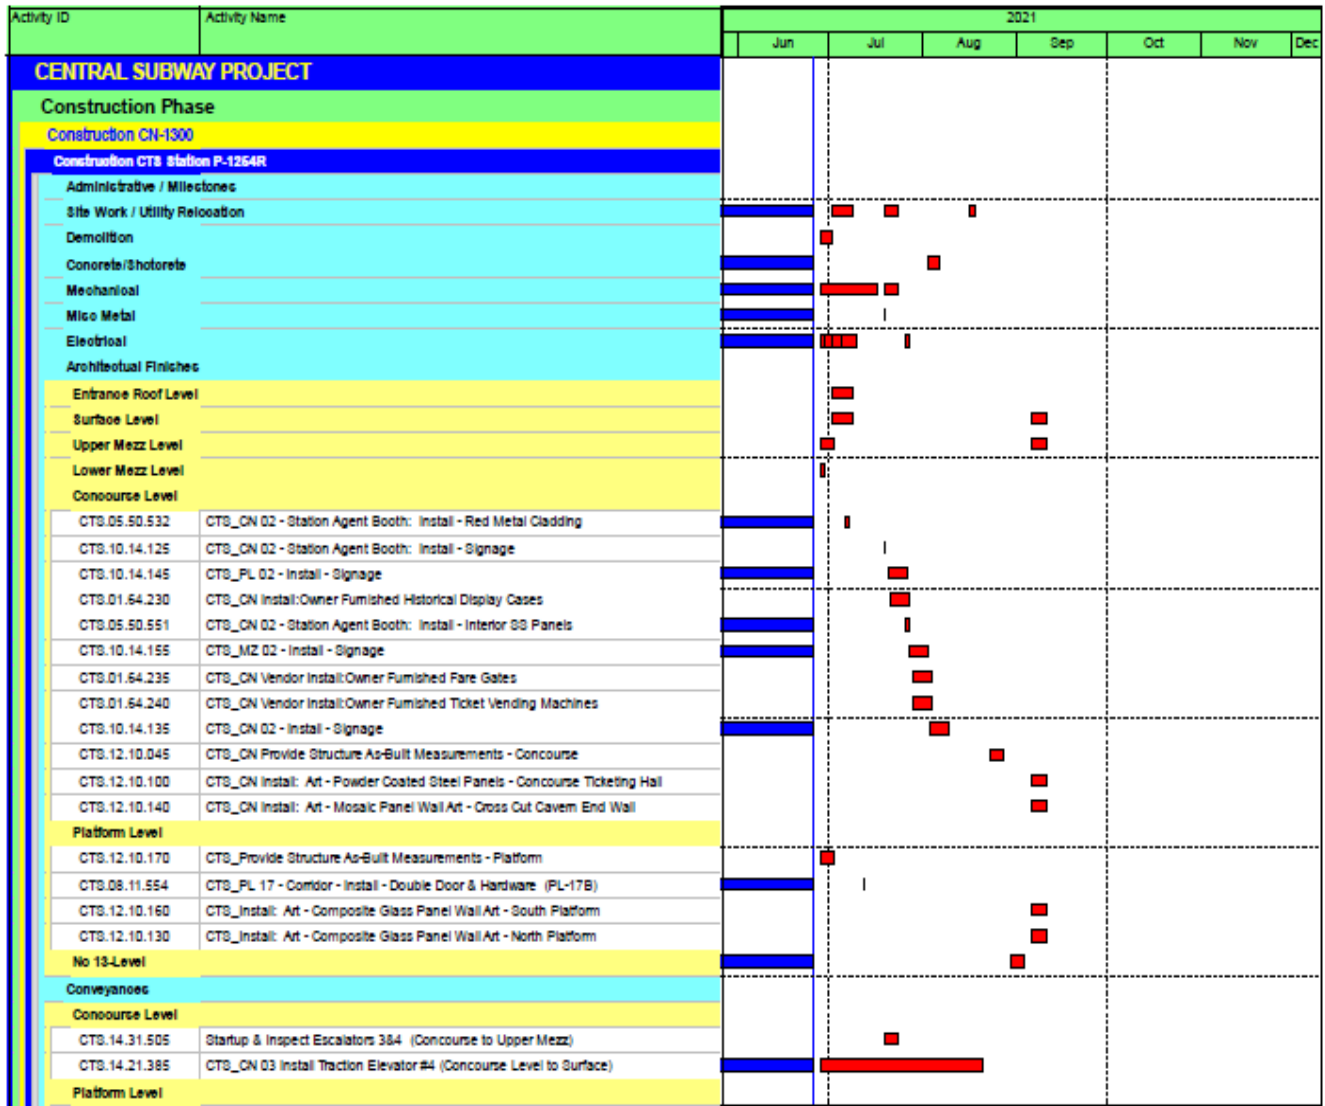 Activity ID Activity Name 2021
Jun Jul Aug Sep Oct Nov Dec
CENTRAL SUBWAY PROJECT
Construction Phase
Construction CN-1300
Construction CTS Station P-1254R
Administrative / Milestones
Site Work / Utility Relocation
Demolition
Concrete/Shotcrete
Mechanical
Misc Metal
Electrical
Architectual Finishes
Entrance Roof Level
Surface Level
Upper Mezz Level
Lower Mezz Level
Concourse Level
CTS.05.50.532 CTS_CN 02 - Station Agent Booth: Install - Red Metal Cladding
CTS.10.14.125 CTS_CN 02 - Station Agent Booth: Install - Signage
CTS.10.14.145 CTS_PL 02 - Install - Signage
CTS.01.64.230 CTS_CN Install:Owner Furnished Historical Display Cases
CTS.05.50.551 CTS_CN 02 - Station Agent Booth: Install - Interior SS Panels
CTS.10.14.155 CTS_MZ 02 - Install - Signage
CTS.01.64.235 CTS_CN Vendor Install:Owner Furnished Fare Gates
CTS.01.64.240 CTS_CN Vendor Install:Owner Furnished Ticket Vending Machines
CTS.10.14.135 CTS_CN 02 - Install - Signage
CTS.12.10.045 CTS_CN Provide Structure As-Built Measurements - Concourse
CTS.12.10.100 CTS_CN Install: Art - Powder Coated Steel Panels - Concourse Ticketing Hall
CTS.12.10.140 CTS_CN Install: Art - Mosaic Panel Wall Art - Cross Cut Cavern End Wall
Platform Level
CTS.12.10.170 CTS_Provide Structure As-Built Measurements - Platform
CTS.08.11.554 CTS_PL 17 - Corridor - Install - Double Door & Hardware (PL-17B)
CTS.12.10.160 CTS_Install: Art - Composite Glass Panel Wall Art - South Platform
CTS.12.10.130 CTS_Install: Art - Composite Glass Panel Wall Art - North Platform
No 13-Level
Conveyances
Concourse Level
CTS.14.31.505 Startup & Inspect Escalators 3&4 (Concourse to Upper Mezz)
CTS.14.21.385 CTS_CN 03 Install Traction Elevator #4 (Concourse Level to Surface)
Platform Level